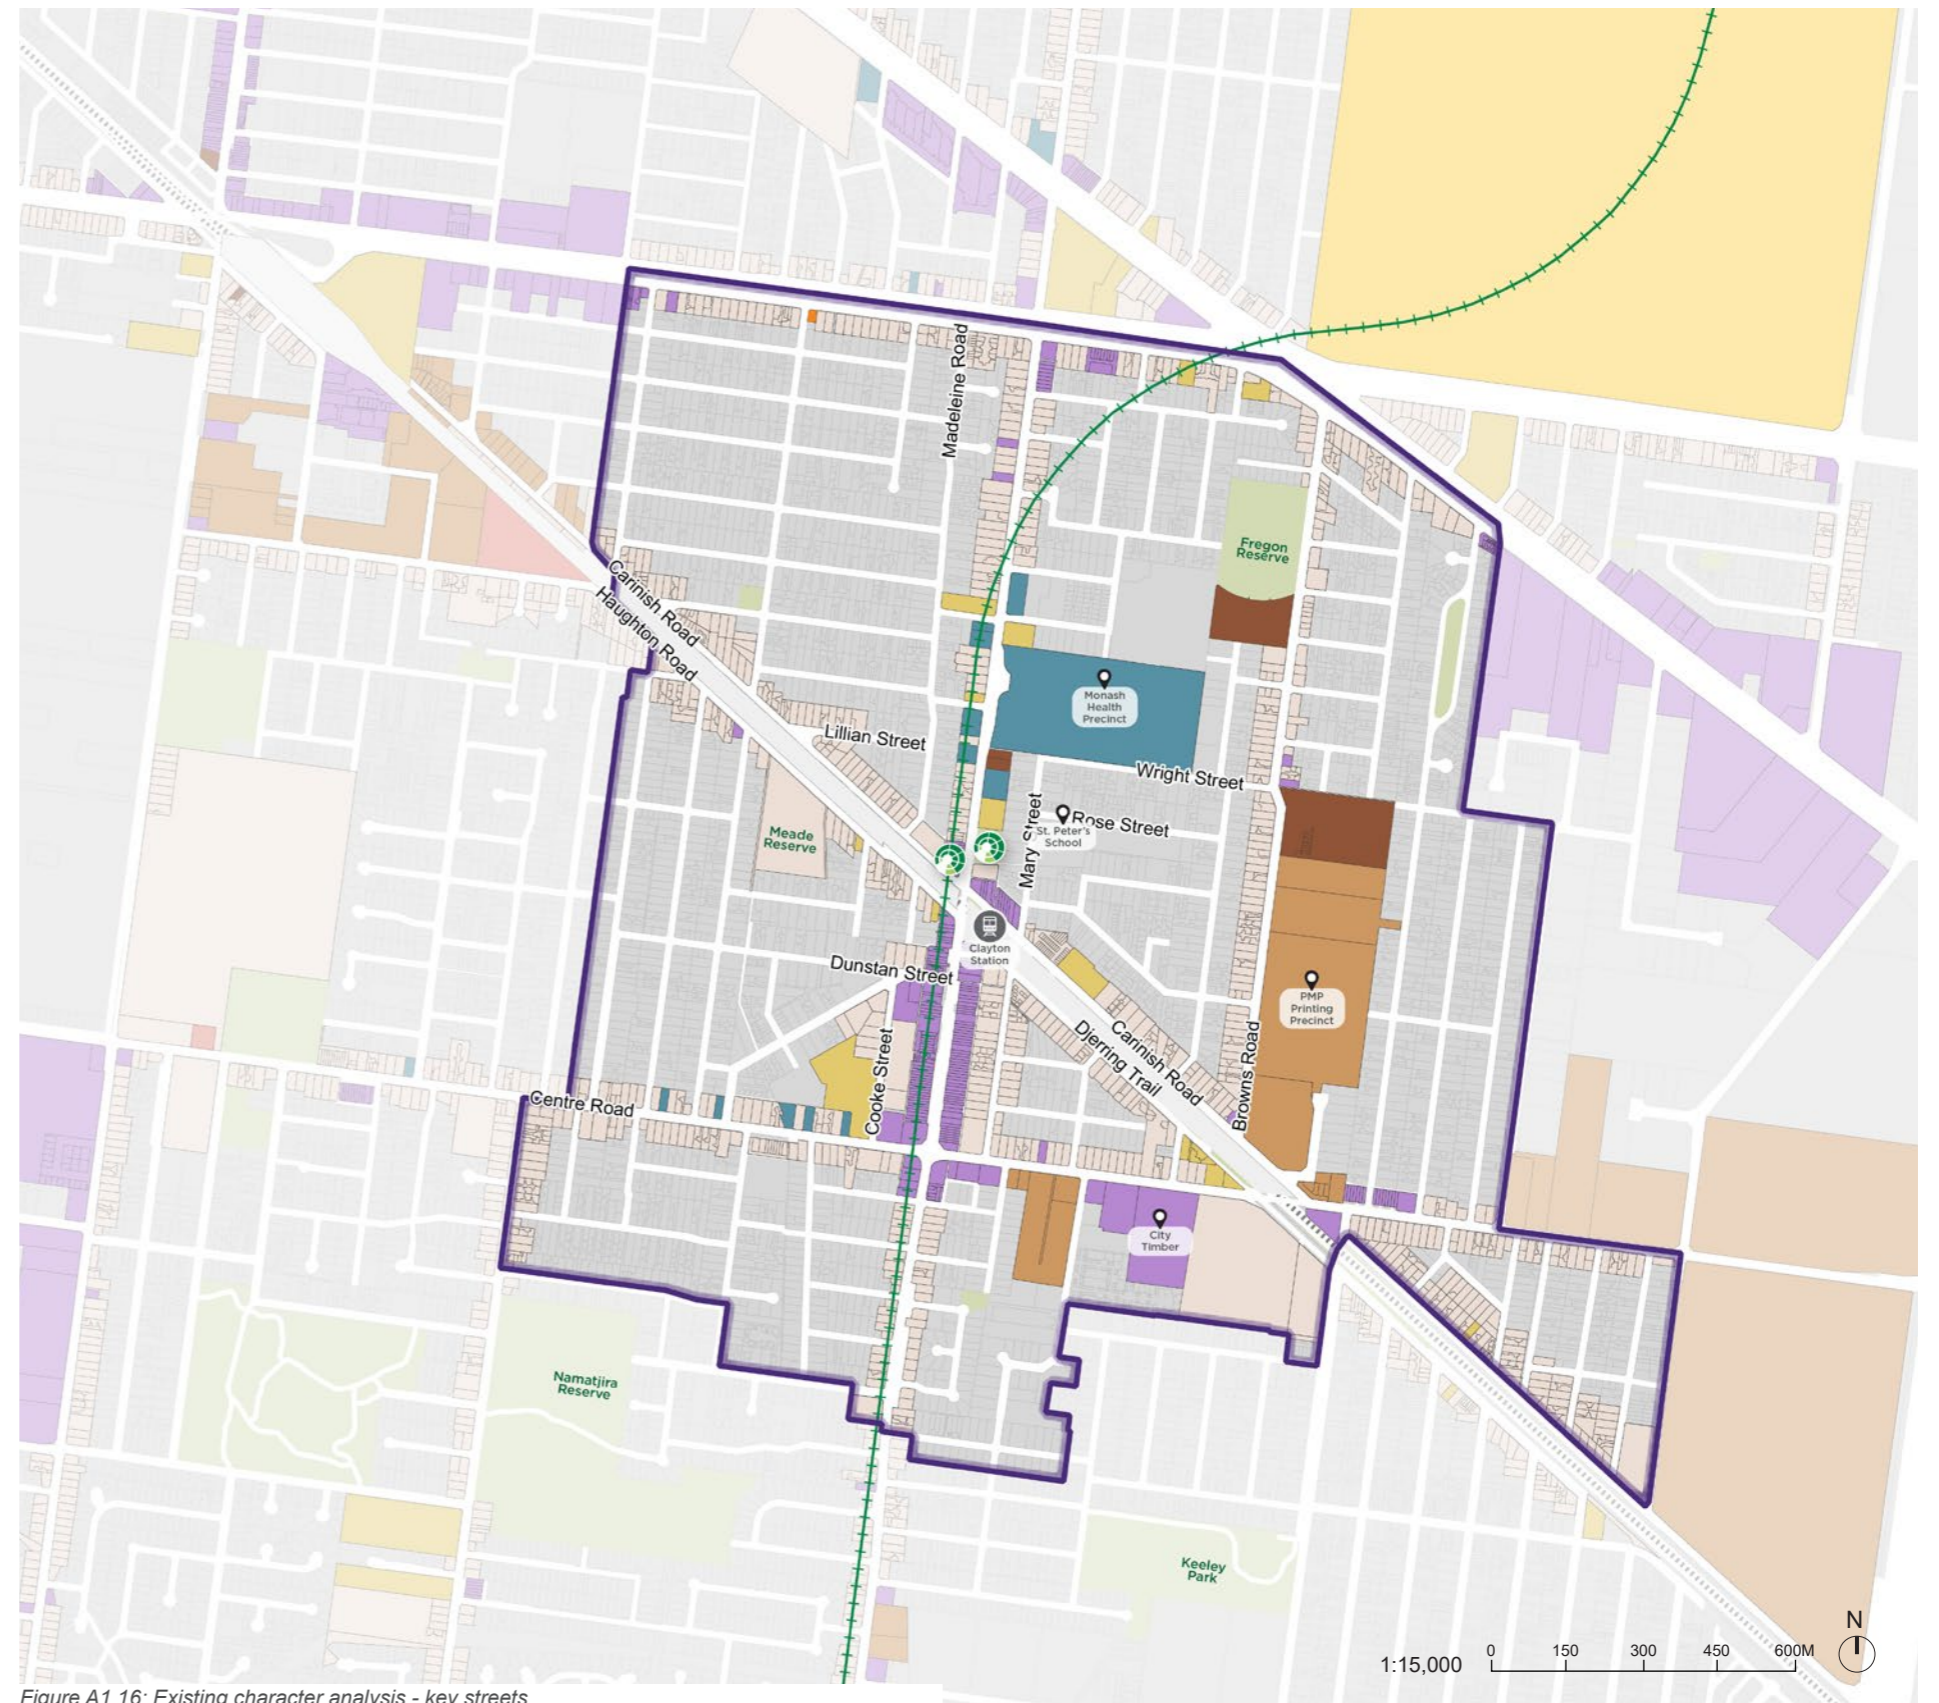 Madeleine Road
Fregon
Reserve
Carinish Road
Haughton Road
Monash
Health
Precinct
Lillian Street
Wright Street
Mary Street
Rose Street
St. Peter's
School
Meade
Reserve
Clayton
Station
Dunstan Street
PMP
Printing
Precinct
Carinish Road
Djerring Trail
Cooke Street
Browns Road
Centre Road
City
Timber
Namatjira
Reserve
Keeley
Park
N
1:15,000
0 150 300 450 600M
Figure A1.16: Existing character analysis - key streets